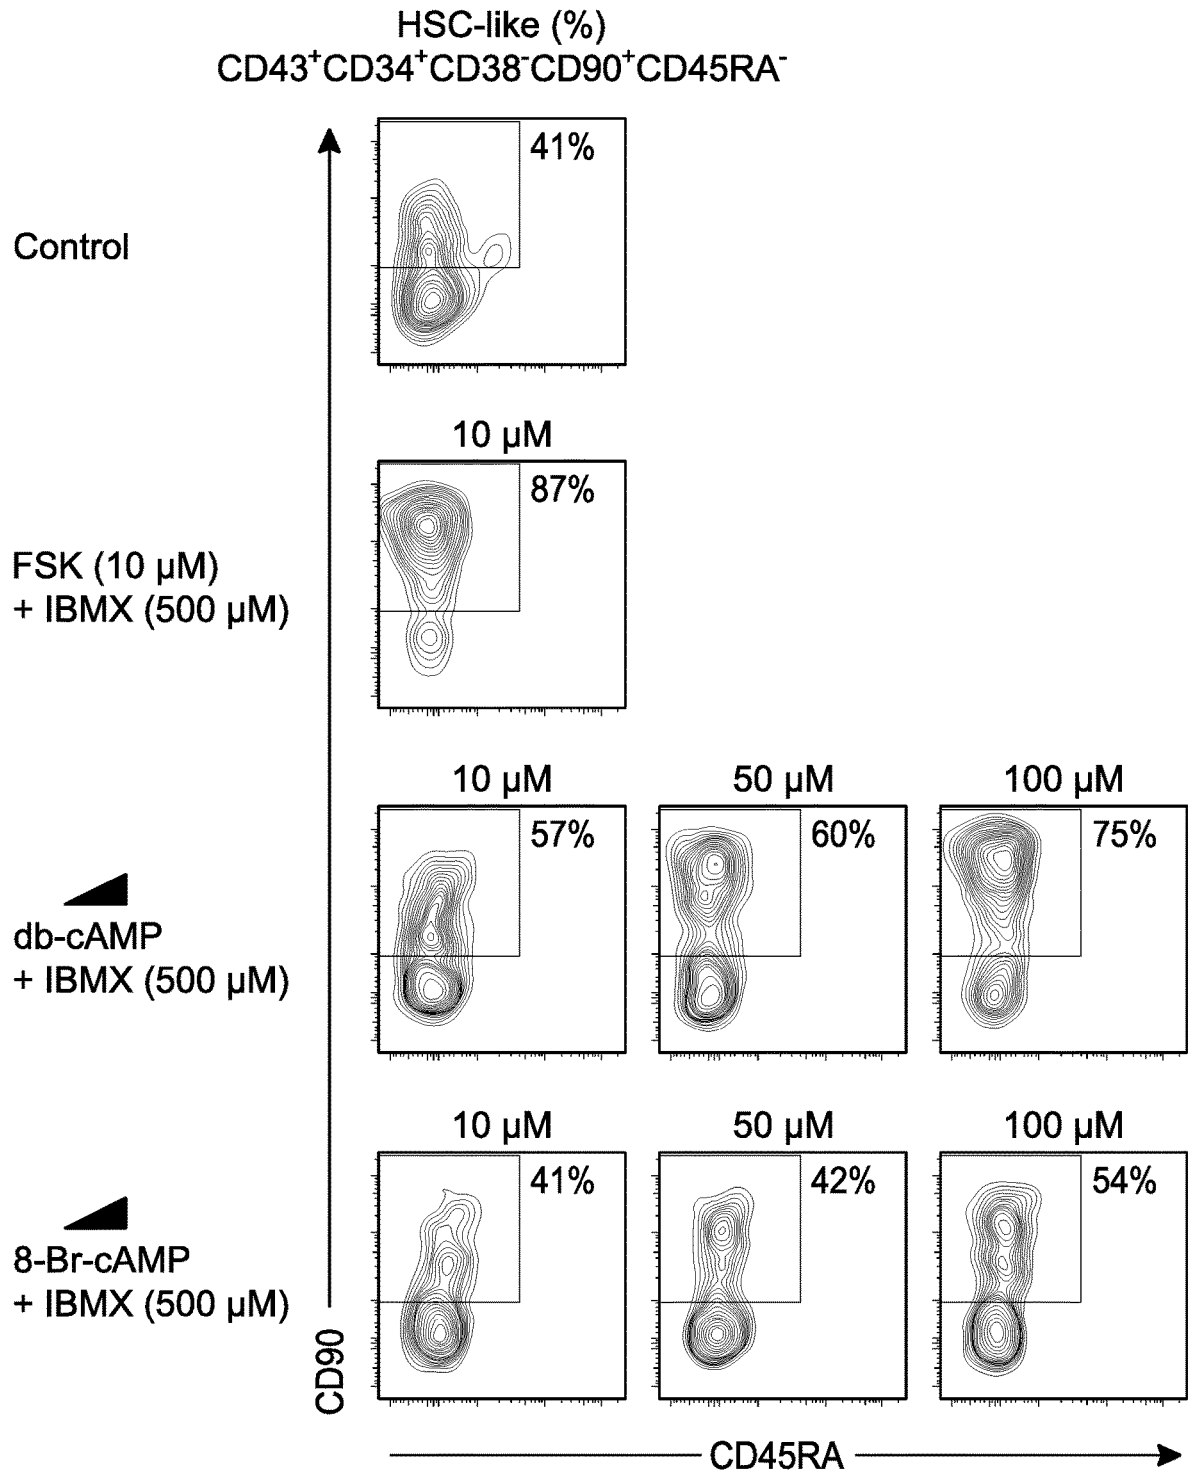 HSC-like (%)
CD43⁺CD34⁺CD38⁻CD90⁺CD45RA⁻
Control
41%
10 µM
FSK (10 µM)
+ IBMX (500 µM)
87%
10 µM
50 µM
100 µM
db-cAMP
+ IBMX (500 µM)
57%
60%
75%
10 µM
50 µM
100 µM
8-Br-cAMP
+ IBMX (500 µM)
41%
42%
54%
CD90
CD45RA